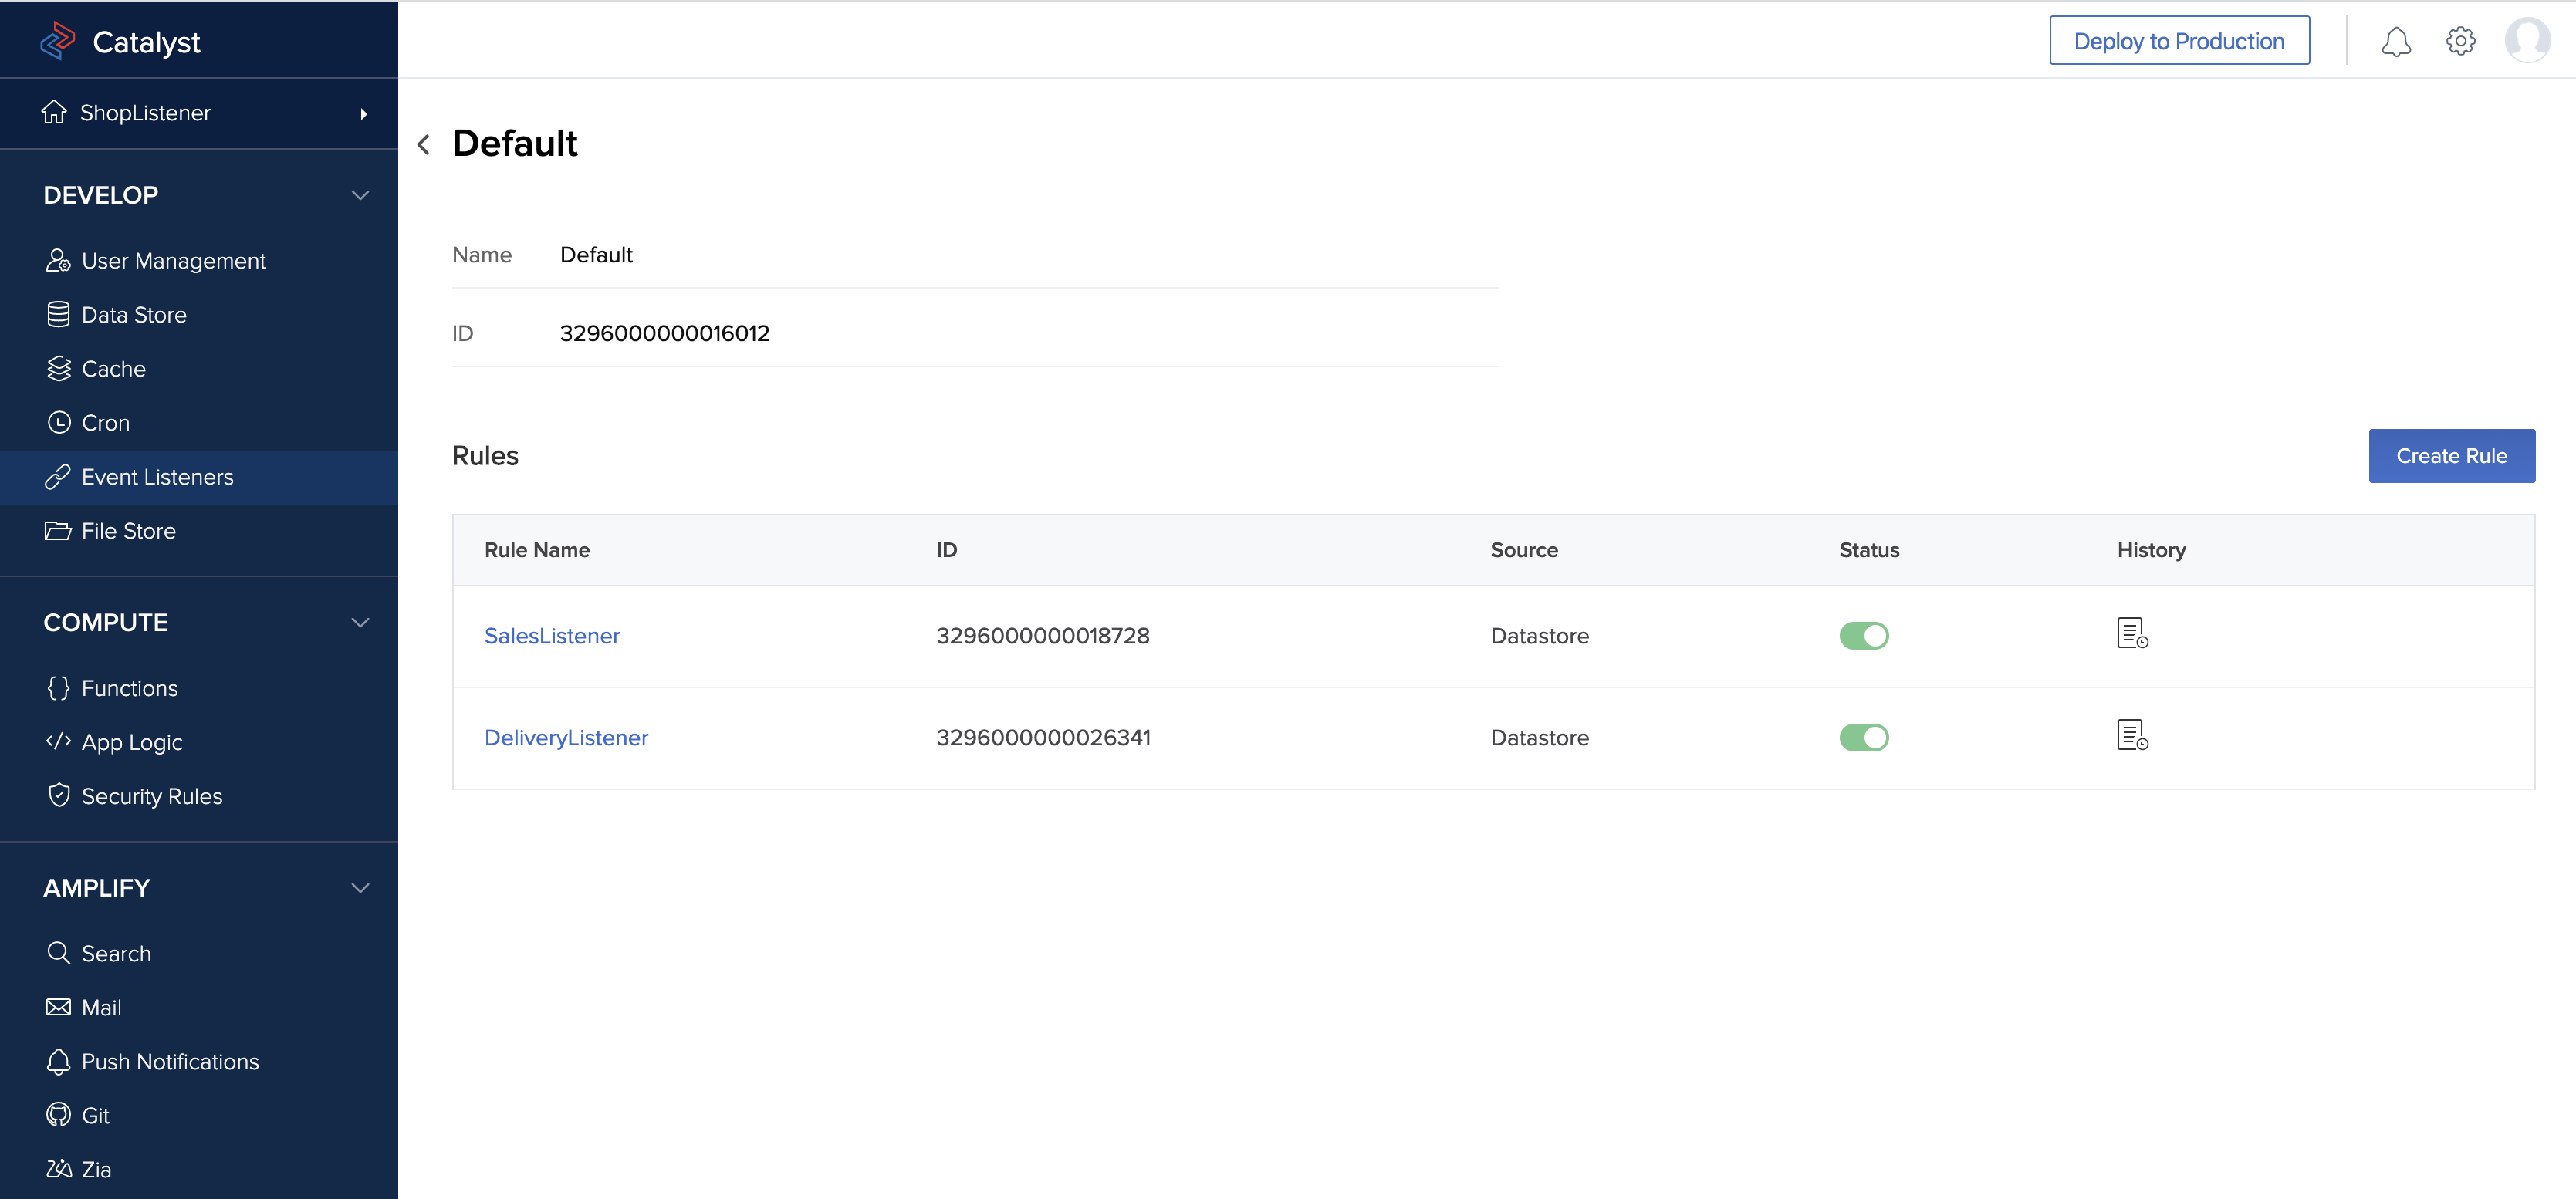 Catalyst
Deploy to Production
ShopListener
Default
DEVELOP
User Management
Name Default
Data Store
ID 3296000000016012
Cache
Cron
Rules
Create Rule
Event Listeners
File Store
Rule Name ID Source Status History
COMPUTE
SalesListener 3296000000018728 Datastore
Functions
App Logic
DeliveryListener 3296000000026341 Datastore
Security Rules
AMPLIFY
Search
Mail
Push Notifications
Git
Zia